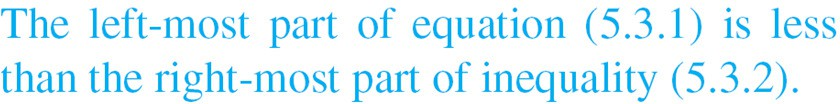 The left-most part of equation (5.3.1) is less
than the right-most part of inequality (5.3.2).